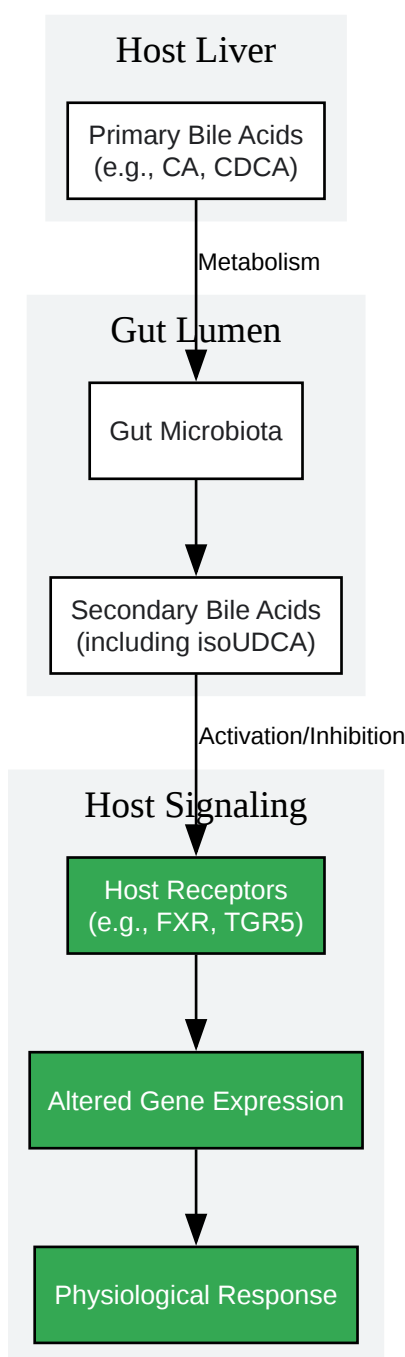 Host Liver
Primary Bile Acids
(e.g., CA, CDCA)
Metabolism
Gut Lumen
Gut Microbiota
Secondary Bile Acids
(including isoUDCA)
Activation/Inhibition
Host Signaling
Host Receptors
(e.g., FXR, TGR5)
Altered Gene Expression
Physiological Response